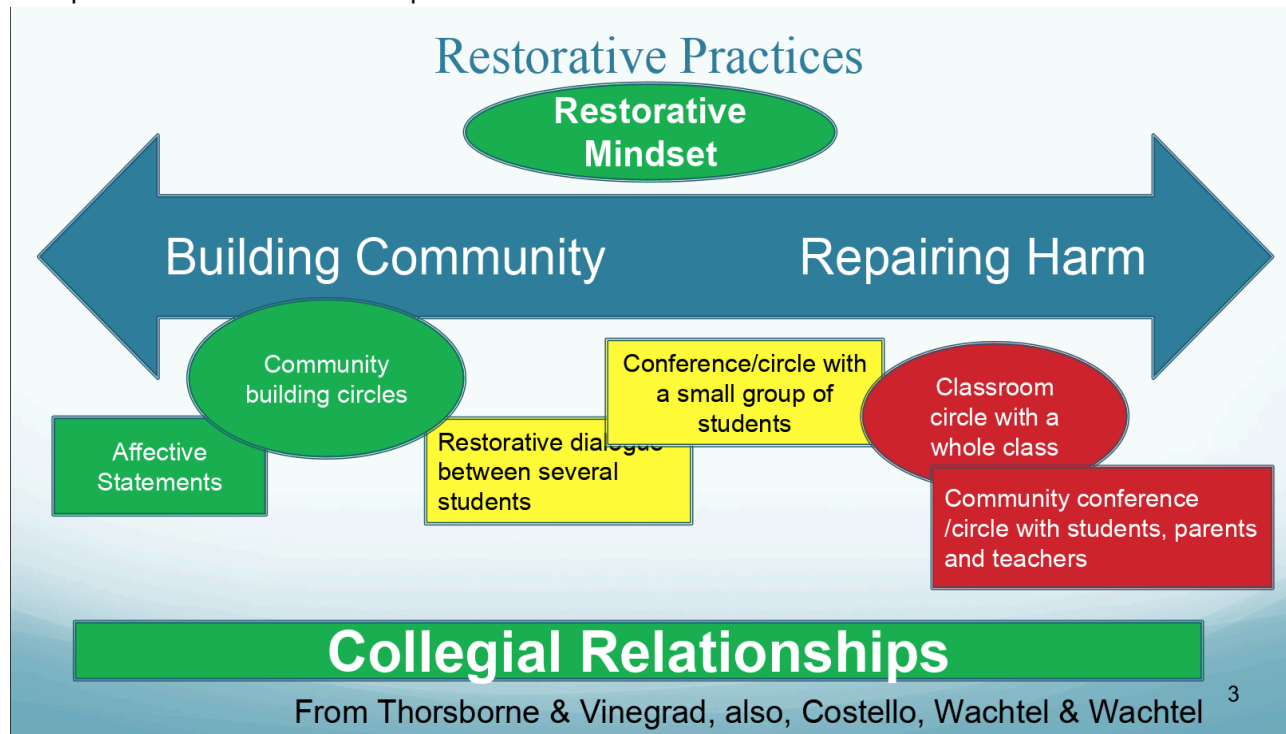 Restorative Practices
Restorative
Mindset
Building Community
Repairing Harm
Community
building circles
Affective
Statements
Restorative dialogue
between several
students
Conference/circle with
a small group of
students
Classroom
circle with a
whole class
Community conference
/circle with students, parents
and teachers
Collegial Relationships
From Thorsborne & Vinegrad, also, Costello, Wachtel & Wachtel
3